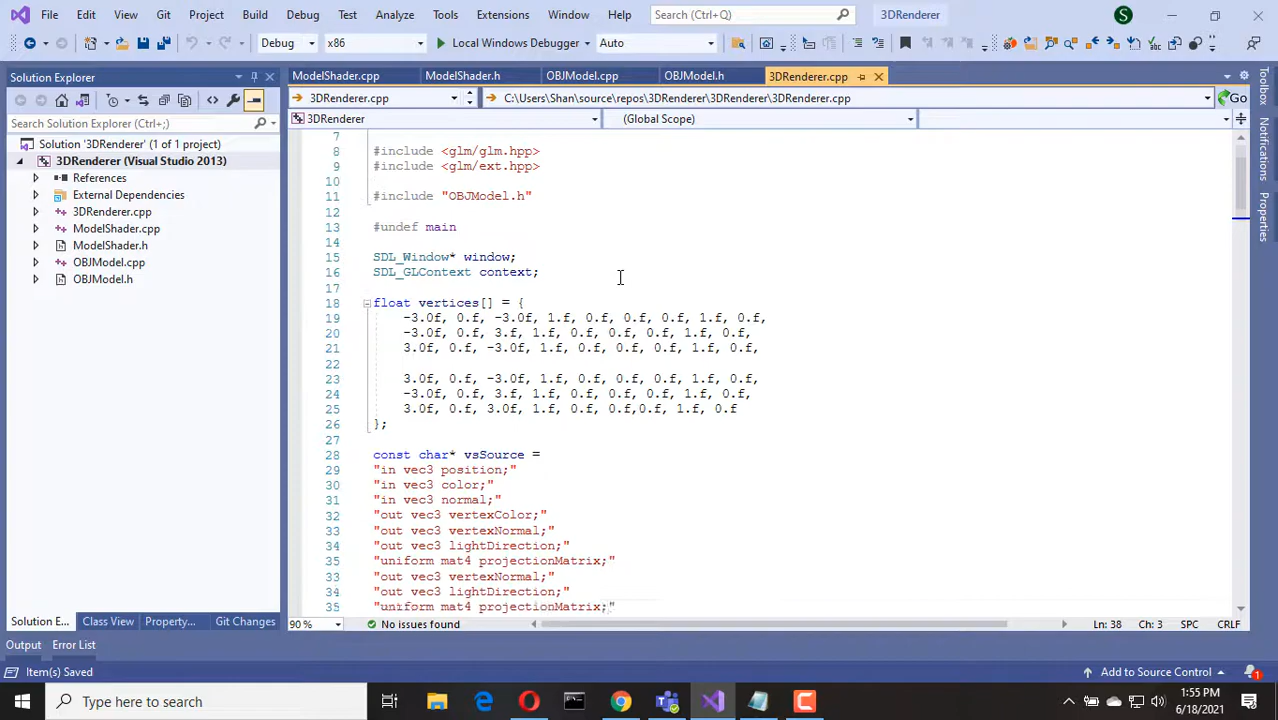 File Edit View Git Project Build Debug Test Analyze Tools Extensions Window Help Search (Ctrl+Q) 3DRenderer S
Debug x86 Local Windows Debugger Auto
Solution Explorer
ModelShader.cpp ModelShader.h OBJModel.cpp OBJModel.h 3DRenderer.cpp
3DRenderer.cpp C:\Users\Shan\source\repos\3DRenderer\3DRenderer\3DRenderer.cpp Go
3DRenderer (Global Scope)
Search Solution Explorer (Ctrl+;)
Solution '3DRenderer' (1 of 1 project)
3DRenderer (Visual Studio 2013)
References
External Dependencies
3DRenderer.cpp
ModelShader.cpp
ModelShader.h
OBJModel.cpp
OBJModel.h
7
8 #include <glm/glm.hpp>
9 #include <glm/ext.hpp>
10
11 #include "OBJModel.h"
12
13 #undef main
14
15 SDL_Window* window;
16 SDL_GLContext context;
17
18 float vertices[] = {
19 -3.0f, 0.f, -3.0f, 1.f, 0.f, 0.f, 0.f, 1.f, 0.f,
20 -3.0f, 0.f, 3.f, 1.f, 0.f, 0.f, 0.f, 1.f, 0.f,
21 3.0f, 0.f, -3.0f, 1.f, 0.f, 0.f, 0.f, 1.f, 0.f,
22
23 3.0f, 0.f, -3.0f, 1.f, 0.f, 0.f, 0.f, 1.f, 0.f,
24 -3.0f, 0.f, 3.f, 1.f, 0.f, 0.f, 0.f, 1.f, 0.f,
25 3.0f, 0.f, 3.0f, 1.f, 0.f, 0.f,0.f, 1.f, 0.f
26 };
27
28 const char* vsSource =
29 "in vec3 position;"
30 "in vec3 color;"
31 "in vec3 normal;"
32 "out vec3 vertexColor;"
33 "out vec3 vertexNormal;"
34 "out vec3 lightDirection;"
35 "uniform mat4 projectionMatrix;"
33 "out vec3 vertexNormal;"
34 "out vec3 lightDirection;"
35 "uniform mat4 projectionMatrix;"
Toolbox
Notifications
Properties
Solution E... Class View Property... Git Changes
90 % No issues found Ln: 38 Ch: 3 SPC CRLF
Output Error List
Item(s) Saved Add to Source Control 1
Type here to search
1:55 PM
6/18/2021